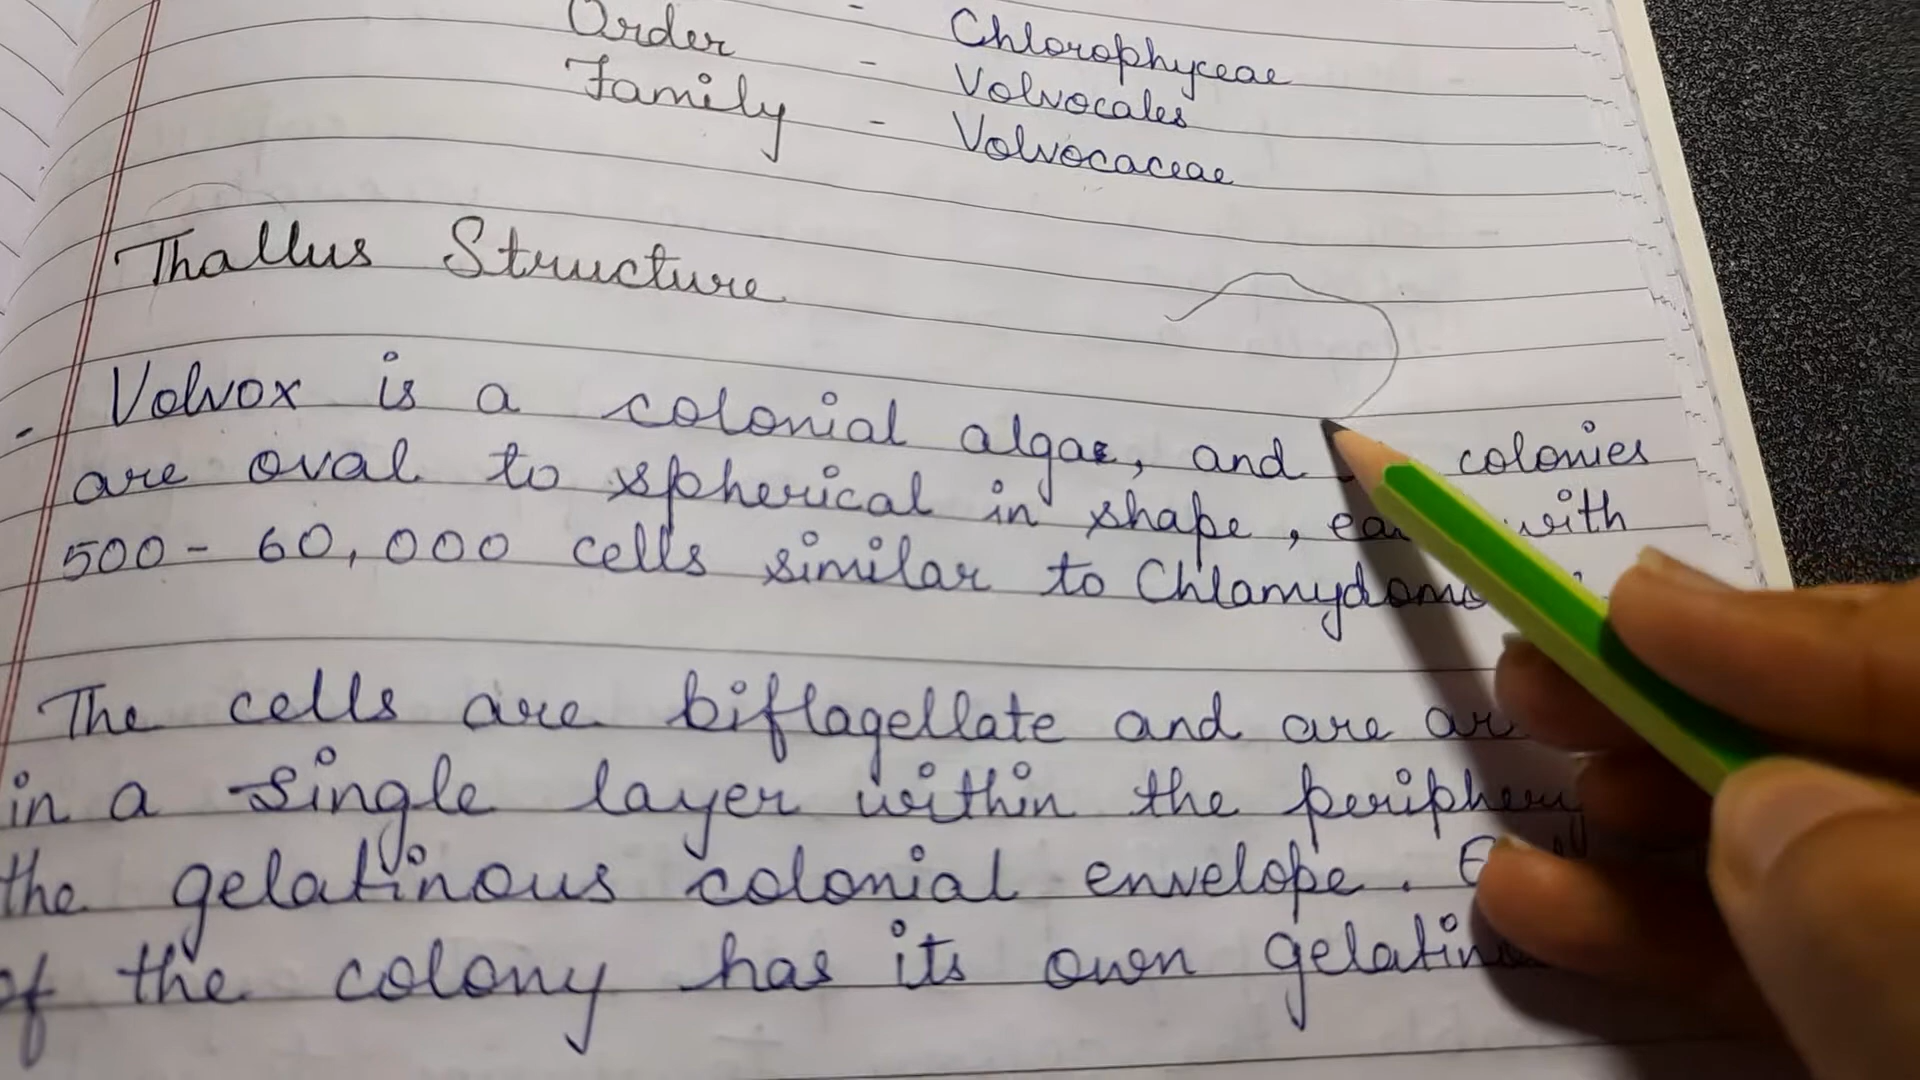 - Chlorophyceae
Order - Volvocales
Family - Volvocaceae
Thallus Structure
- Volvox is a colonial algae, and colonies
are oval to spherical in shape, with
500 - 60,000 cells similar to
The cells are biflagellate and are
in a single layer within the
the gelatinous colonial envelope.
of the colony has its own